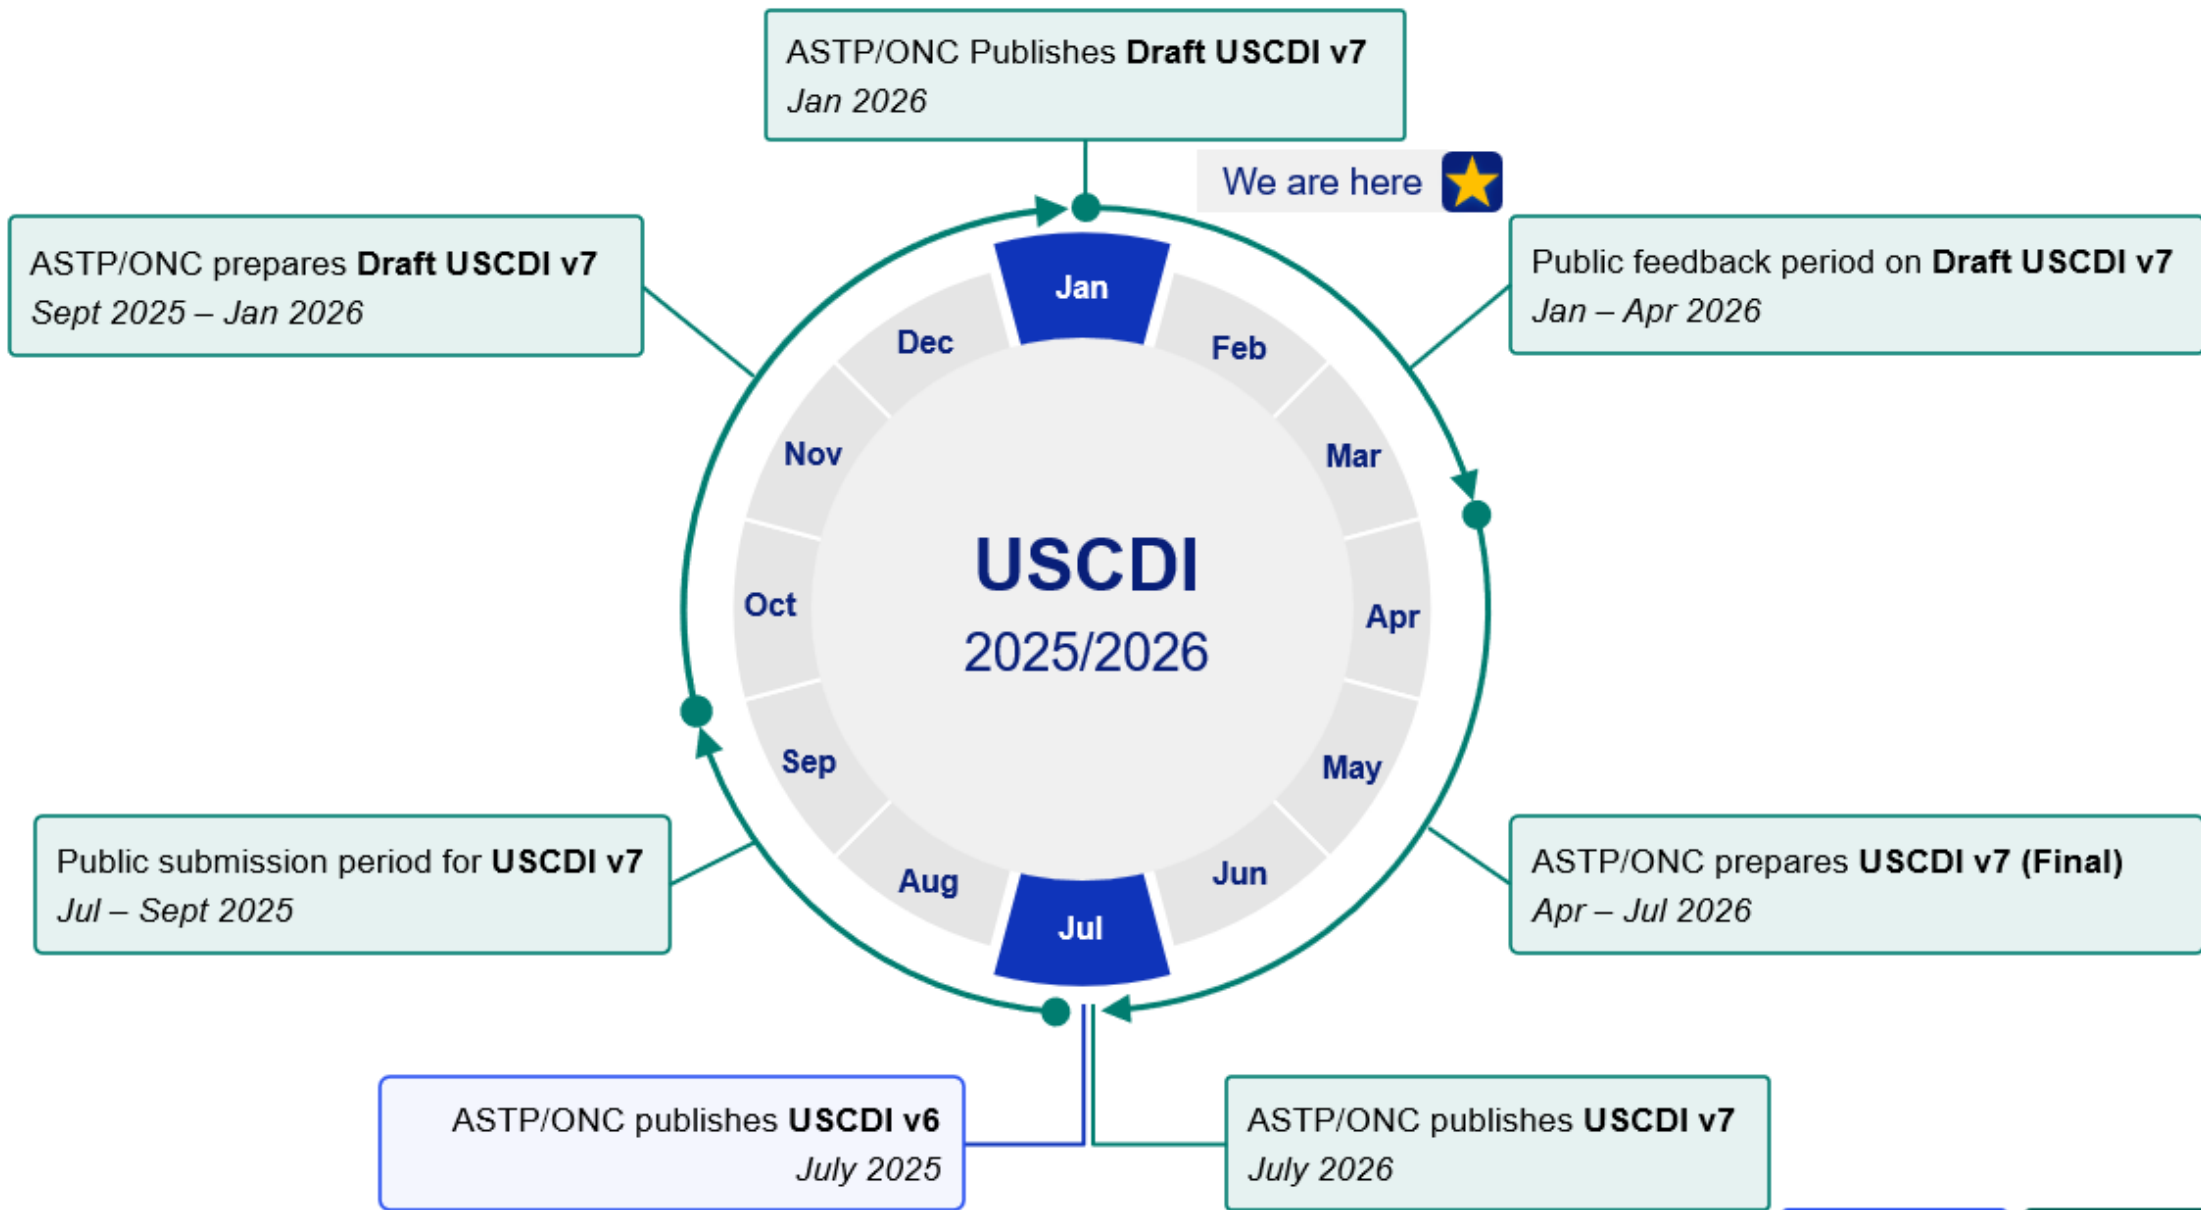 ASTP/ONC Publishes Draft USCDI v7
Jan 2026
We are here
ASTP/ONC prepares Draft USCDI v7
Sept 2025 – Jan 2026
Public feedback period on Draft USCDI v7
Jan – Apr 2026
Jan
Feb
Mar
Apr
May
Jun
Jul
Aug
Sep
Oct
Nov
Dec
USCDI
2025/2026
Public submission period for USCDI v7
Jul – Sept 2025
ASTP/ONC prepares USCDI v7 (Final)
Apr – Jul 2026
ASTP/ONC publishes USCDI v6
July 2025
ASTP/ONC publishes USCDI v7
July 2026